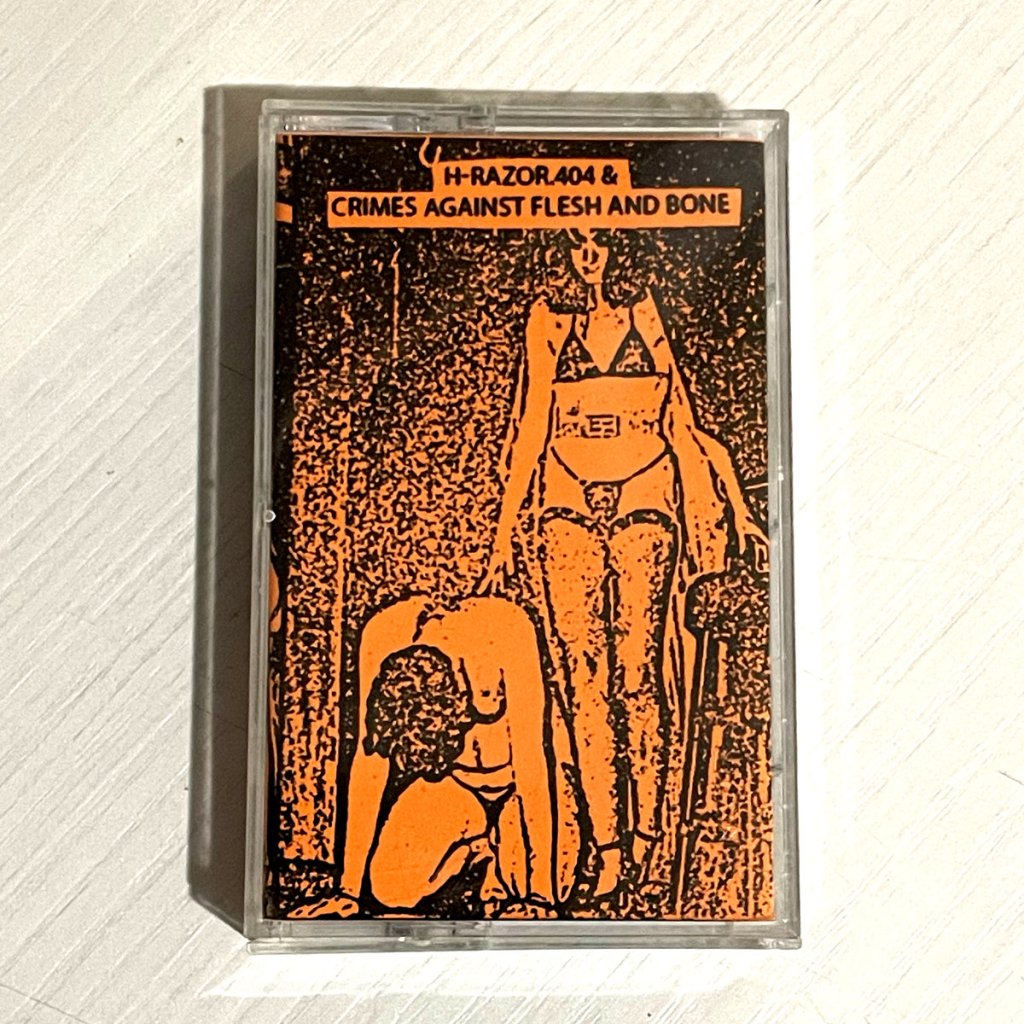 H-RAZOR.404 &
CRIMES AGAINST FLESH AND BONE